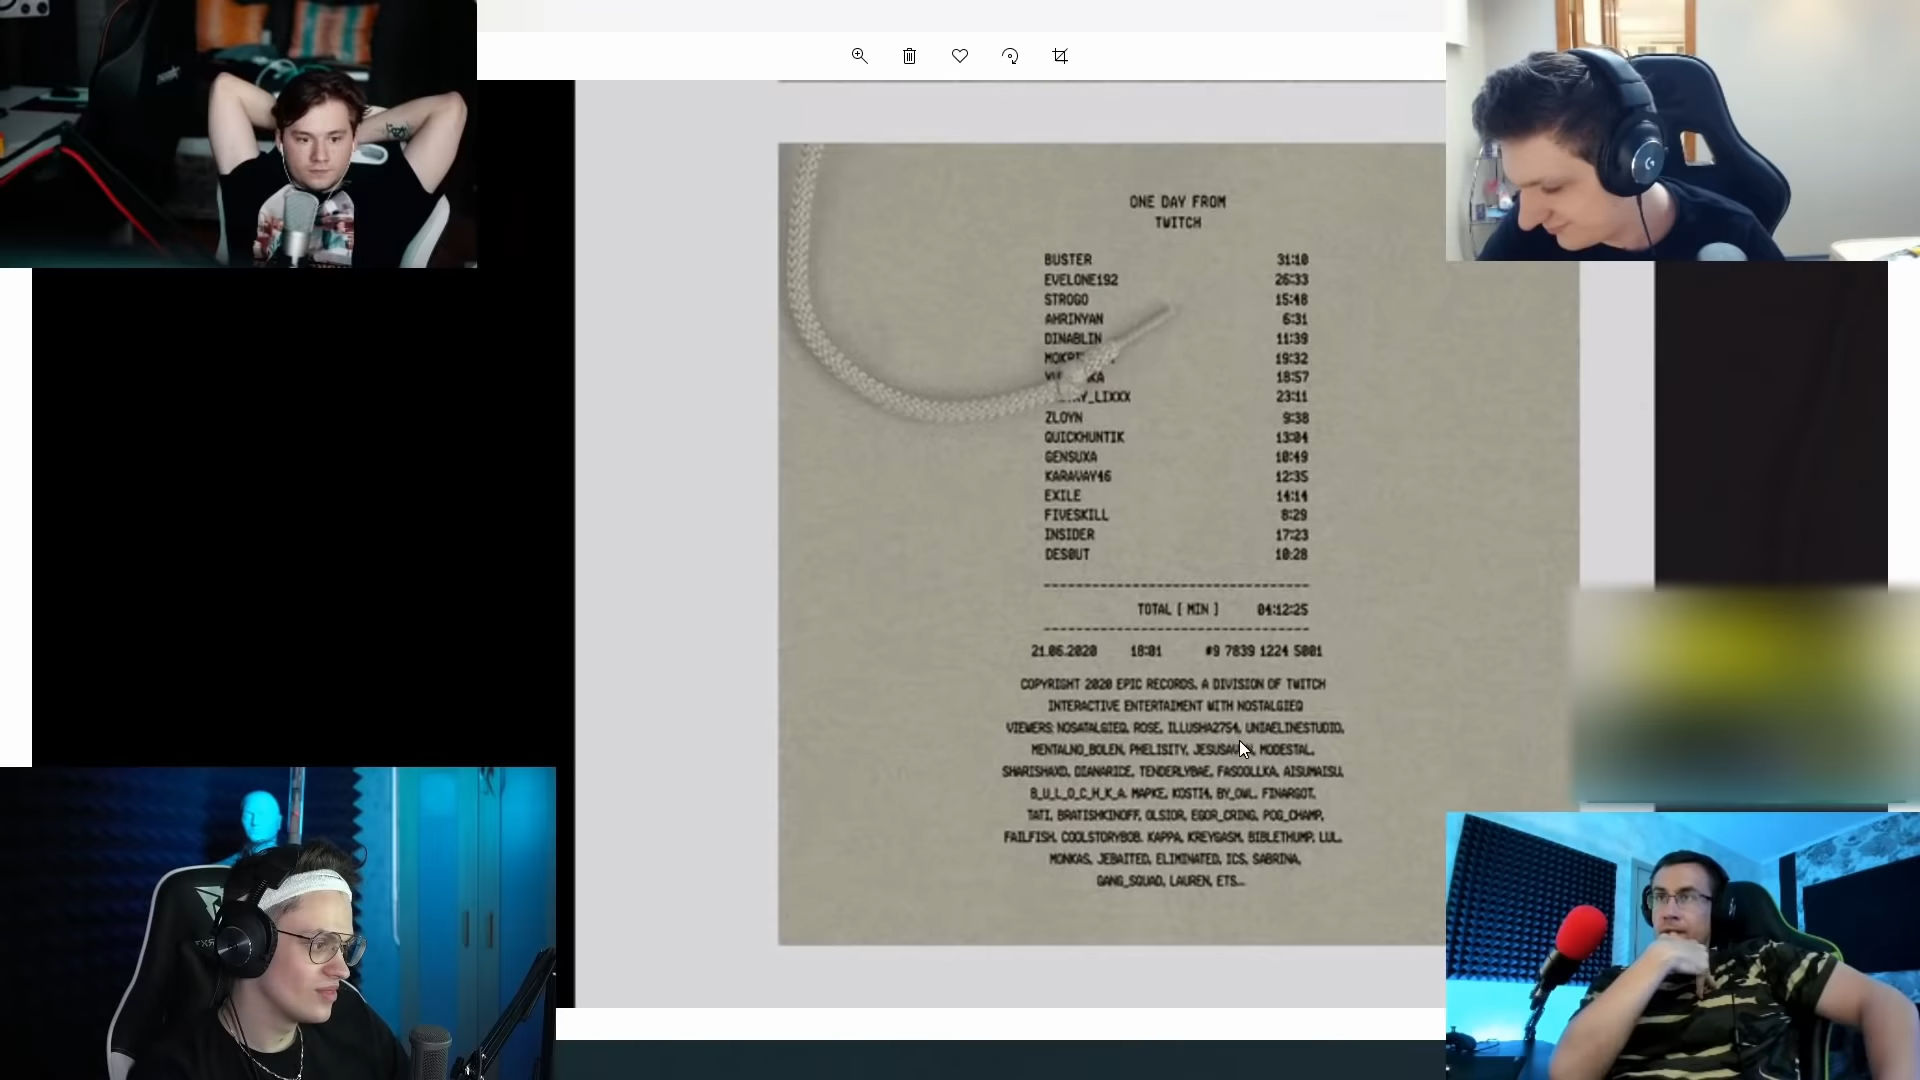 ONE DAY FROM
TWITCH
BUSTER 31:10
EVELONE192 26:33
STROGO 15:48
AHRINYAN 6:31
DINABLIN 11:39
19:32
18:57
23:11
ZLOYN 9:38
QUICKHUNTIK 13:04
GENSUXA 10:49
KARAVAY46 12:35
EXILE 14:14
FIVESKILL 8:29
INSIDER 17:23
DES0UT 10:28
TOTAL [ MIN ] 04:12:25
21.06.2020 18:01 #9 7839 1224 5001
COPYRIGHT 2020 EPIC RECORDS, A DIVISION OF TWITCH
INTERACTIVE ENTERTAIMENT WITH NOSTALGIEQ
VIEWERS: NOSATALGIEQ, ROSE, ILLUSHA2754, UNIAELINESTUDIO,
MENTALNO_BOLEN, PHELISITY, MODESTAL,
SHARISHAXD, DIANARICE, TENDERLYBAE, FASOOLLKA, AISUMAISU,
B_U_L_O_C_H_K_A, MAPKE, KOSTI4, BY_OWL, FINARGOT,
TATI, BRATISHKINOFF, OLSIOR, EGOR_CRING, POG_CHAMP,
FAILFISH, COOLSTORYBOB, KAPPA, KREYGASM, BIBLETHUMP, LUL,
MONKAS, JEBAITED, ELIMINATED, ICS, SABRINA,
GANG_SQUAD, LAUREN, ETS...